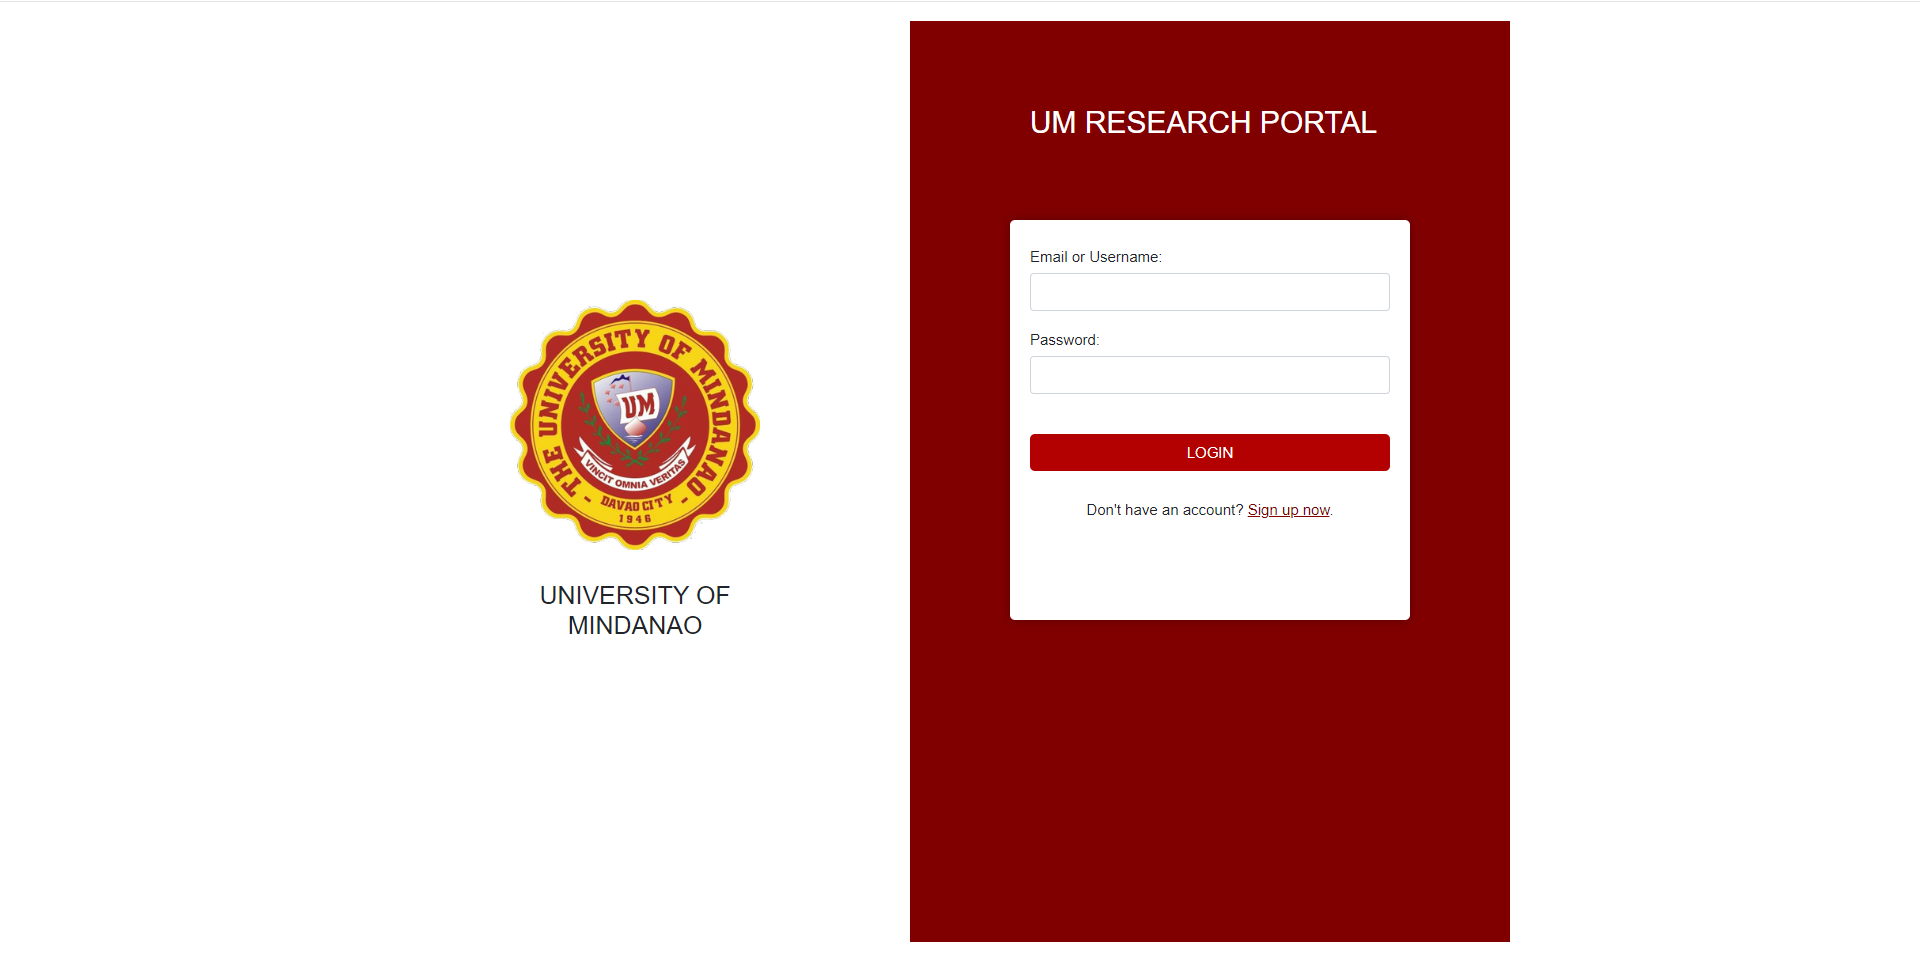 UM RESEARCH PORTAL
Email or Username:
Password:
LOGIN
Don't have an account? Sign up now.
THE UNIVERSITY OF MINDANAO
UM
VINCIT OMNIA VERITAS
- DAVAO CITY -
1946
UNIVERSITY OF
MINDANAO